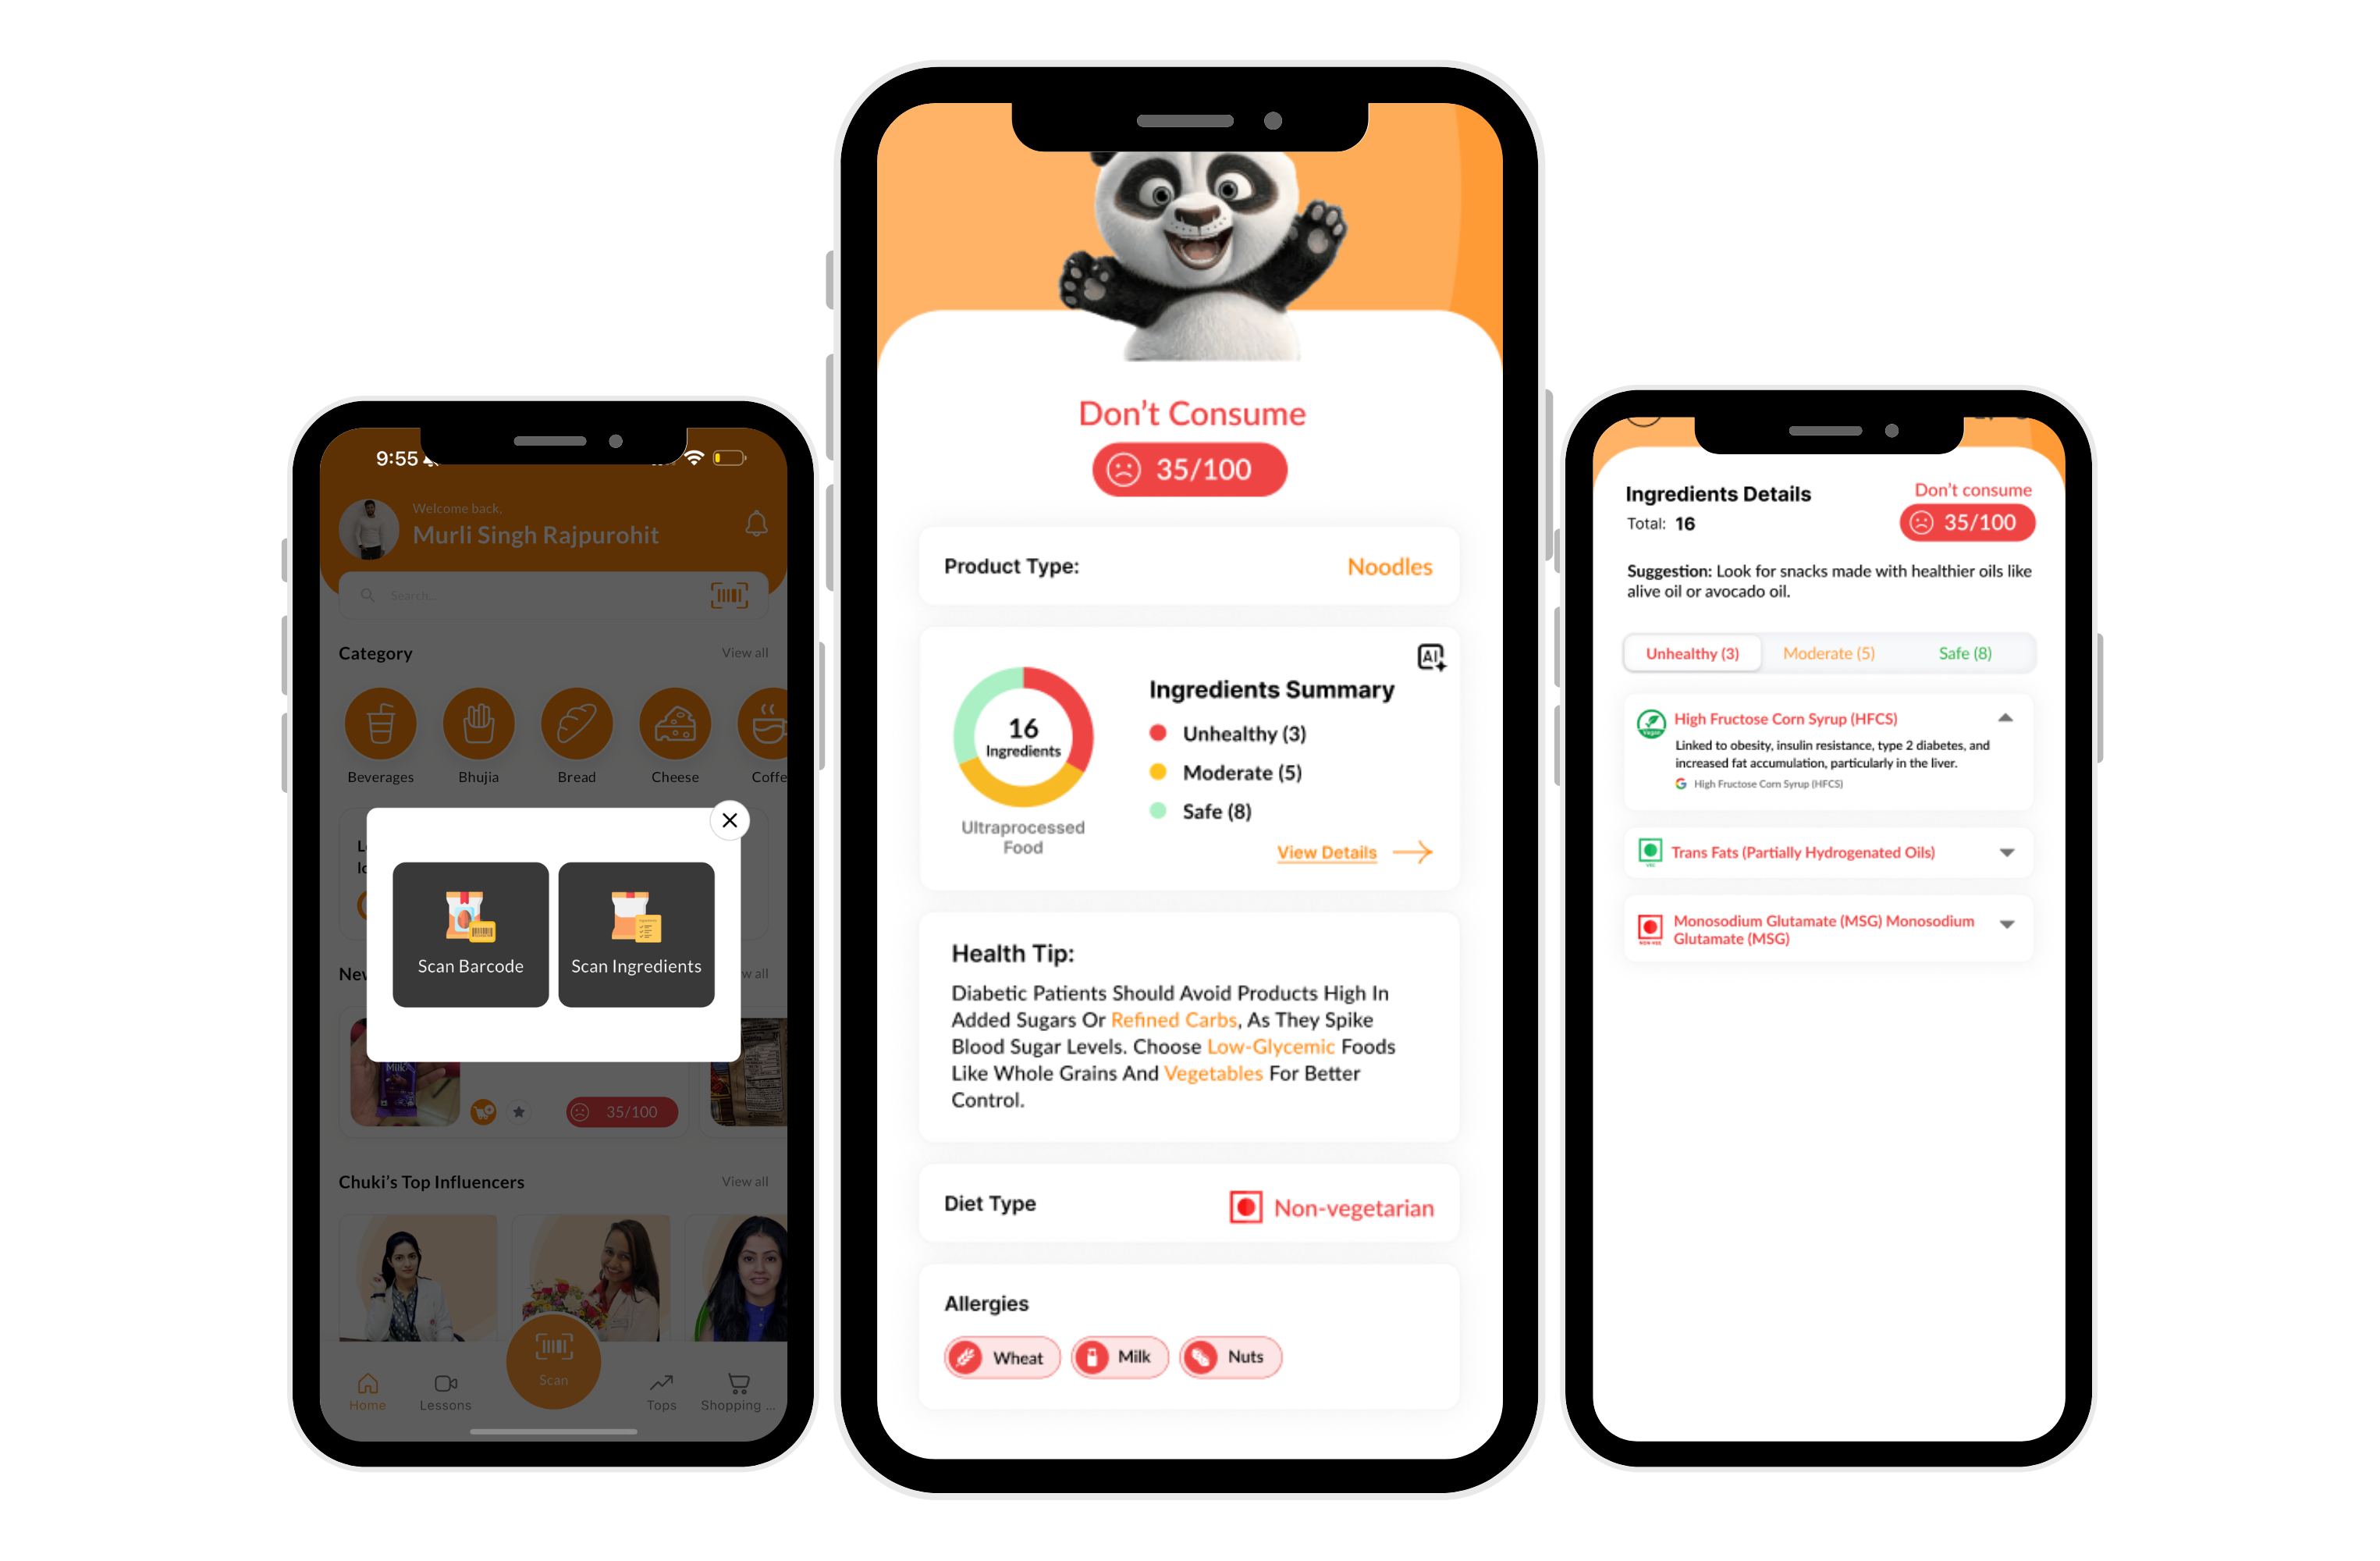 9:55
Welcome back,
Murli Singh Rajpurohit
Search...
Category
View all
Beverages
Bhujia
Bread
Cheese
Coffe
Scan Barcode
Scan Ingredients
Milk
35/100
Chuki's Top Influencers
View all
Home
Lessons
Scan
Tops
Shopping ...
Don't Consume
35/100
Product Type:
Noodles
AI
16
Ingredients
Ultraprocessed
Food
Ingredients Summary
Unhealthy (3)
Moderate (5)
Safe (8)
View Details
Health Tip:
Diabetic Patients Should Avoid Products High In
Added Sugars Or Refined Carbs, As They Spike
Blood Sugar Levels. Choose Low-Glycemic Foods
Like Whole Grains And Vegetables For Better
Control.
Diet Type
Non-vegetarian
Allergies
Wheat
Milk
Nuts
Ingredients Details
Total: 16
Don't consume
35/100
Suggestion: Look for snacks made with healthier oils like
alive oil or avocado oil.
Unhealthy (3)
Moderate (5)
Safe (8)
Vegan
High Fructose Corn Syrup (HFCS)
Linked to obesity, insulin resistance, type 2 diabetes, and
increased fat accumulation, particularly in the liver.
High Fructose Corn Syrup (HFCS)
Trans Fats (Partially Hydrogenated Oils)
NON-VEG
Monosodium Glutamate (MSG) Monosodium
Glutamate (MSG)